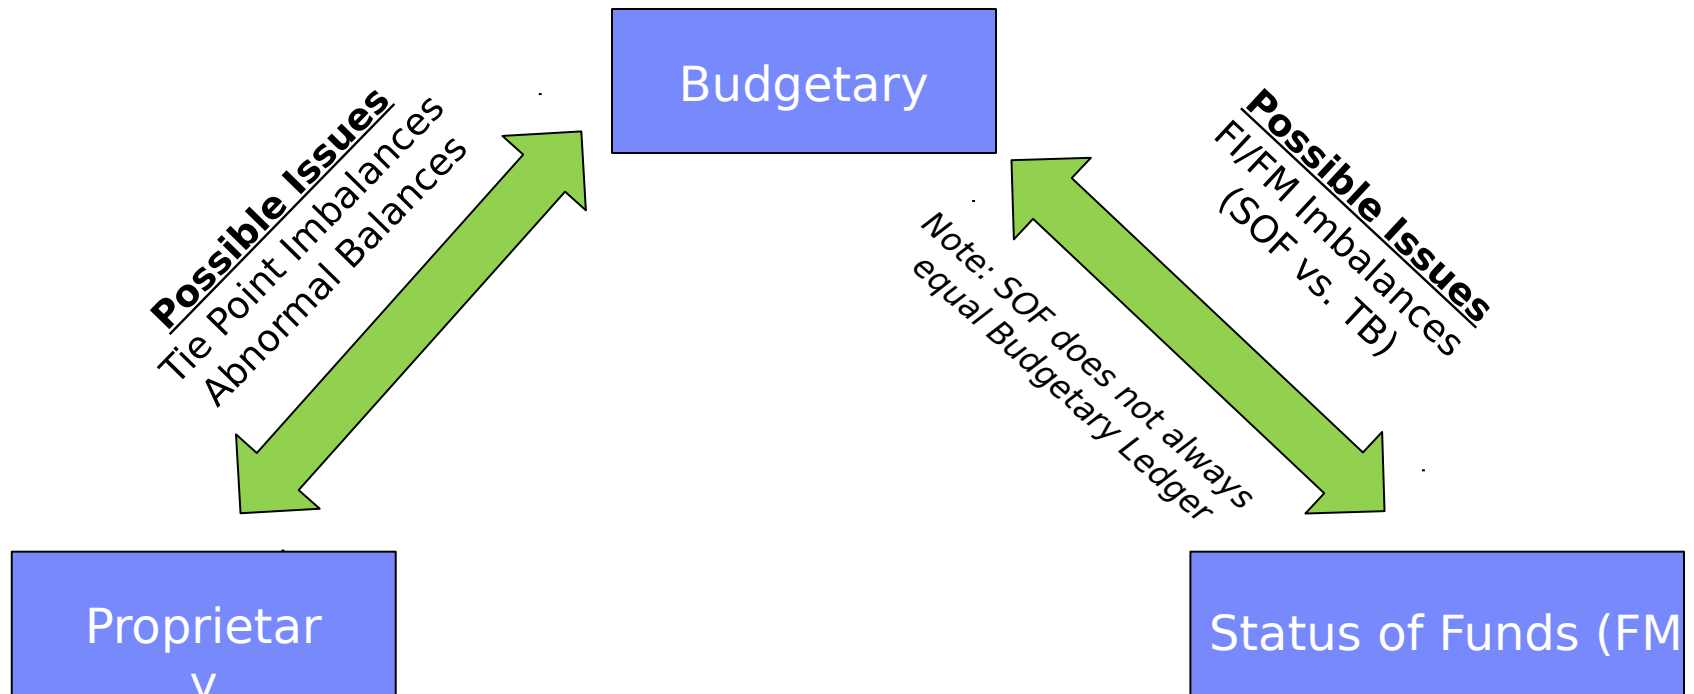 Budgetary
Possible Issues
Tie Point Imbalances
Abnormal Balances
Possible Issues
FI/FM Imbalances
(SOF vs. TB)
Note: SOF does not always
equal Budgetary Ledger
Proprietar
y
Status of Funds (FM